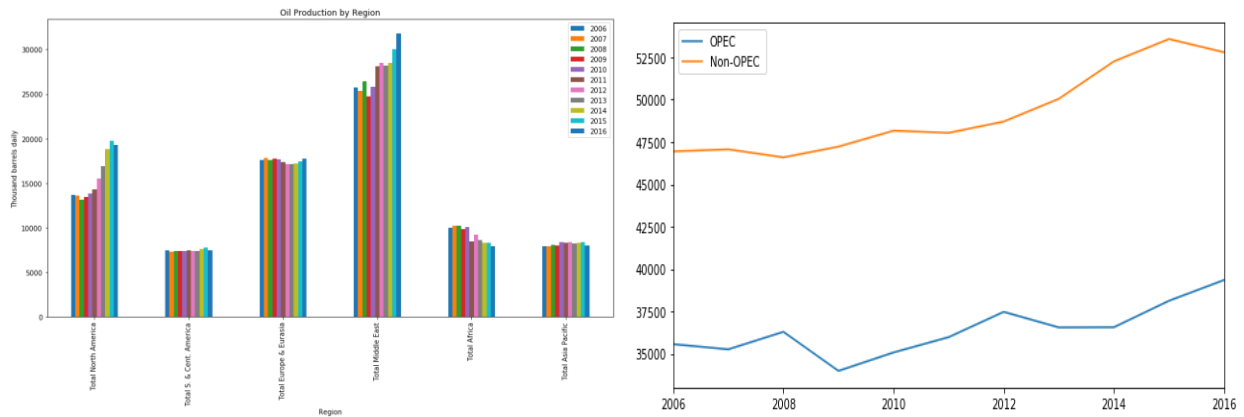 Oil Production by Region
Thousand barrels daily
30000
25000
20000
15000
10000
5000
0
2006
2007
2008
2009
2010
2011
2012
2013
2014
2015
2016
Total North America
Total S. & Cent. America
Total Europe & Eurasia
Total Middle East
Total Africa
Total Asia Pacific
Region
OPEC
Non-OPEC
52500
50000
47500
45000
42500
40000
37500
35000
2006
2008
2010
2012
2014
2016